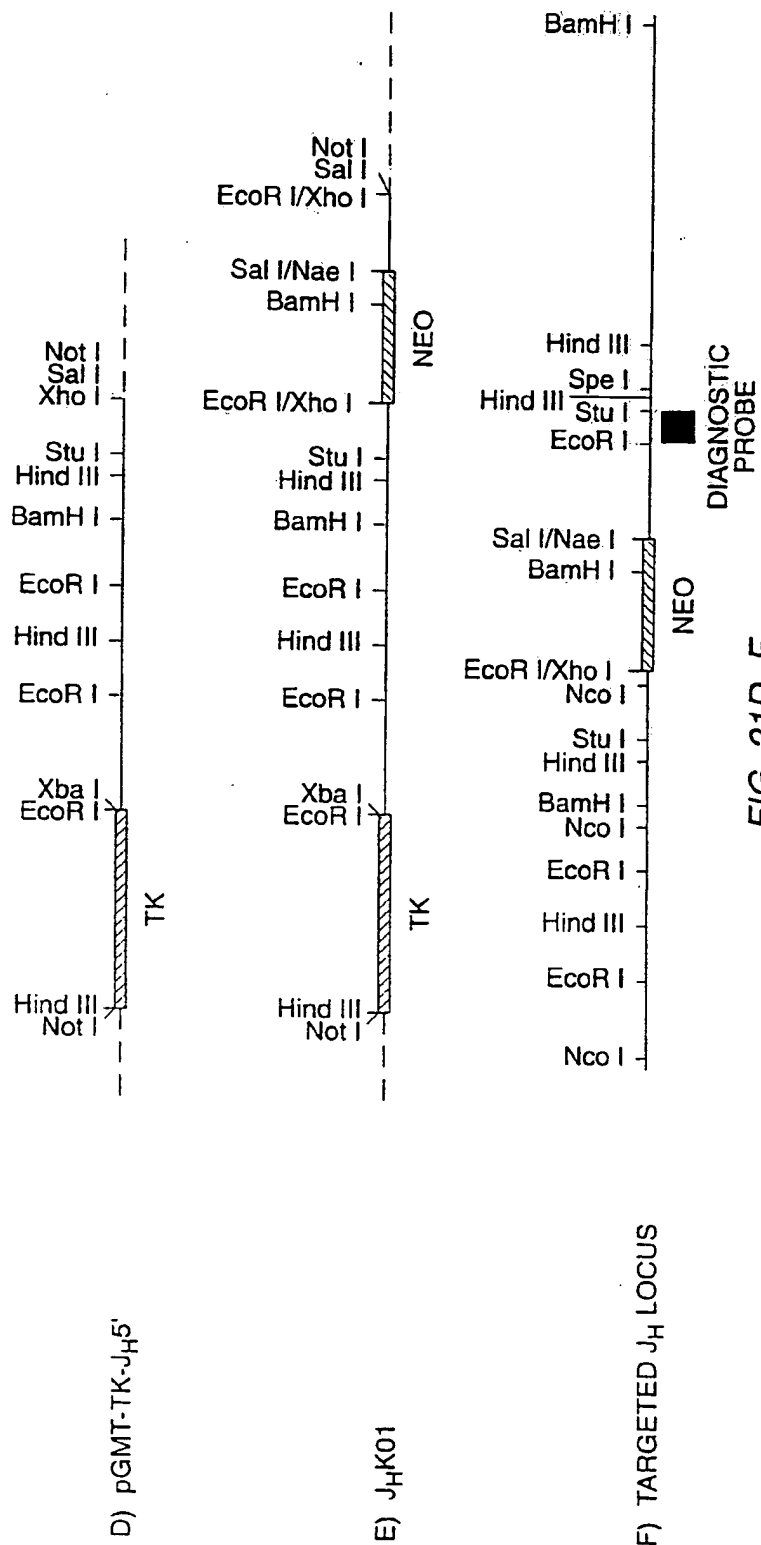 D) pGMT-TK-J_H5'
Not I
Hind III
TK
EcoR I
Xba I
EcoR I
Hind III
EcoR I
BamH I
Hind III
Stu I
Xho I
Sal I
Not I
E) J_HK01
Not I
Hind III
TK
EcoR I
Xba I
EcoR I
Hind III
EcoR I
BamH I
Hind III
Stu I
EcoR I/Xho I
NEO
BamH I
Sal I/Nae I
EcoR I/Xho I
Sal I
Not I
F) TARGETED J_H LOCUS
Nco I
EcoR I
Hind III
EcoR I
Nco I
BamH I
Hind III
Stu I
Nco I
EcoR I/Xho I
NEO
BamH I
Sal I/Nae I
EcoR I
Stu I
Hind III
Spe I
Hind III
BamH I
DIAGNOSTIC
PROBE
FIG. 21D-F